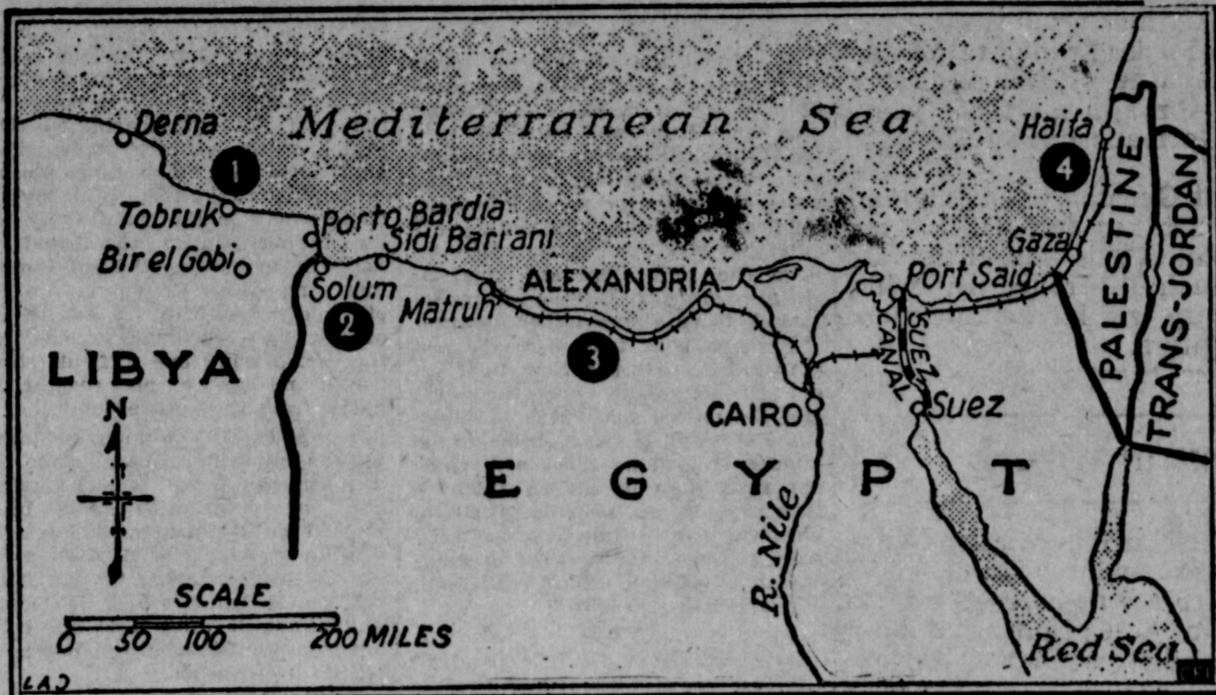 Mediterranean Sea
Derna
Haifa
1
4
Tobruk
Porto Bardia
Sidi Barrani
Bir el Gobi
Solum
Gaza
ALEXANDRIA
Port Said
Matruh
2
3
SUEZ
CANAL
PALESTINE
TRANS-JORDAN
LIBYA
N
CAIRO
Suez
EGYPT
R. Nile
SCALE
0 50 100 200 MILES
Red Sea